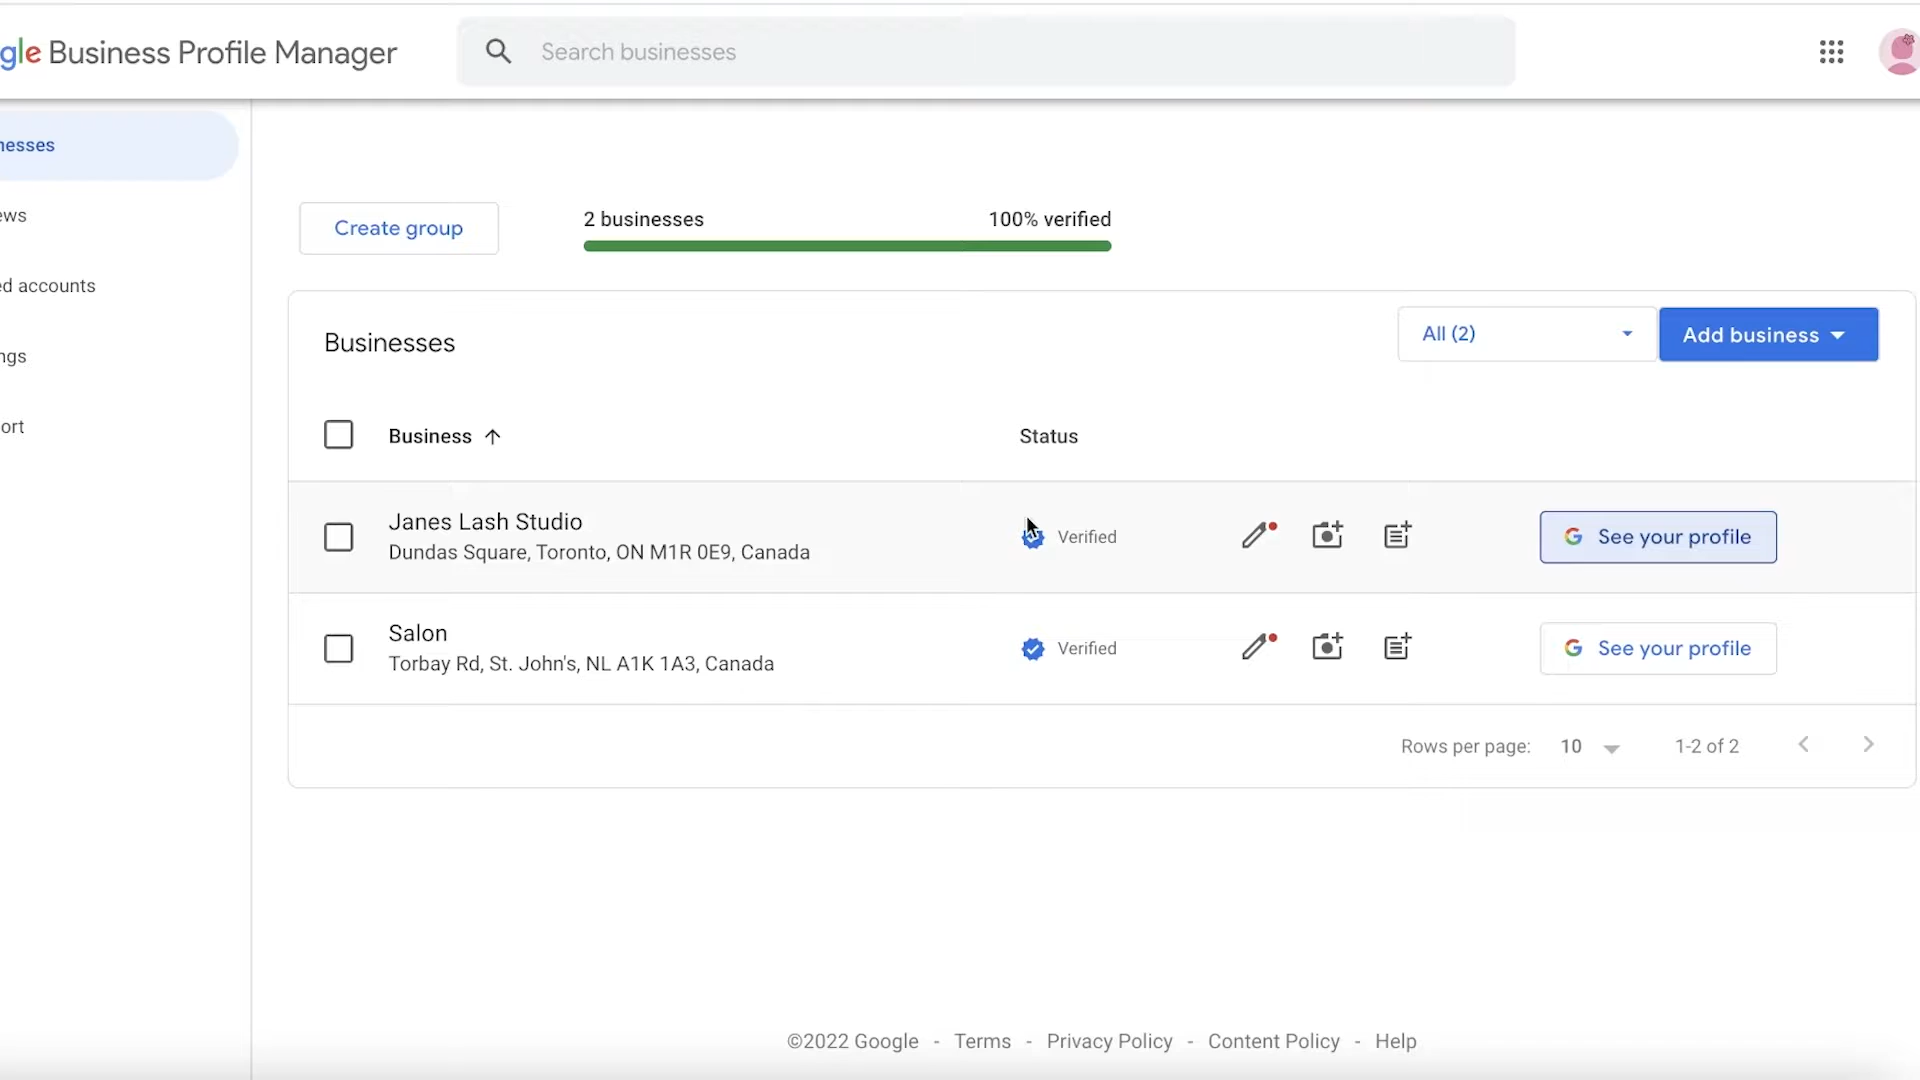 gle Business Profile Manager
Search businesses
nesses
ews
ed accounts
ngs
ort
Create group
2 businesses
100% verified
Businesses
All (2)
Add business
Business
Status
Janes Lash Studio
Dundas Square, Toronto, ON M1R 0E9, Canada
Verified
See your profile
Salon
Torbay Rd, St. John's, NL A1K 1A3, Canada
Verified
See your profile
Rows per page: 10
1-2 of 2
©2022 Google - Terms - Privacy Policy - Content Policy - Help